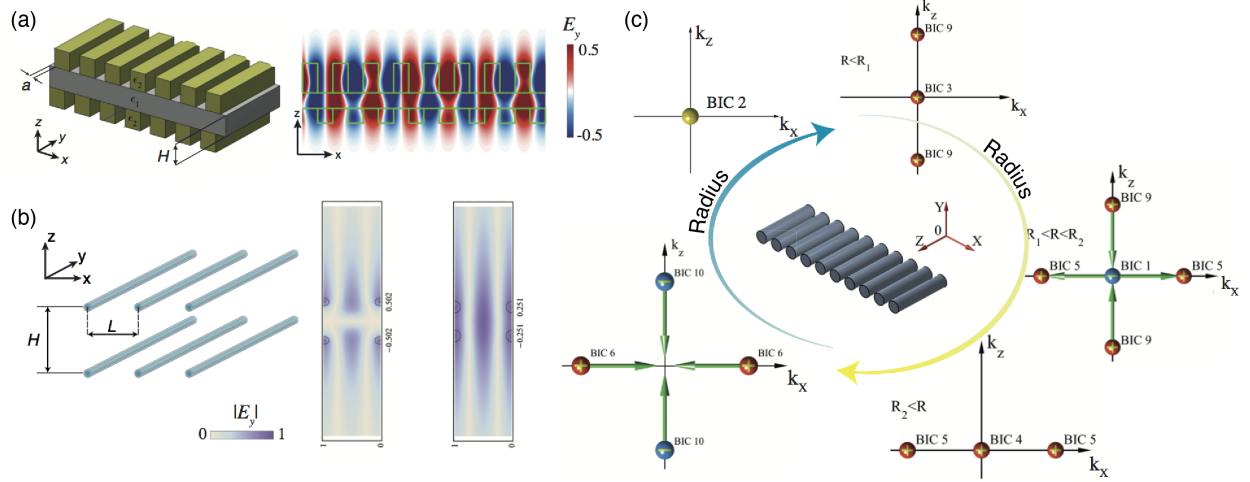 (a)
a
ϵ2
ϵ1
ϵ2
H
z
y
x
z
x
Ey
0.5
-0.5
(b)
z
y
x
H
L
|Ey|
0
1
0.502
−0.502
1
0
0.251
−0.251
1
0
(c)
kz
BIC 2
kx
kz
BIC 9
R<R1
BIC 3
kx
BIC 9
Radius
Radius
Y
0
Z
X
kz
BIC 9
R1<R<R2
BIC 5
BIC 1
BIC 5
kx
BIC 9
kz
BIC 10
BIC 6
BIC 6
kx
BIC 10
kz
R2<R
BIC 5
BIC 4
BIC 5
kx